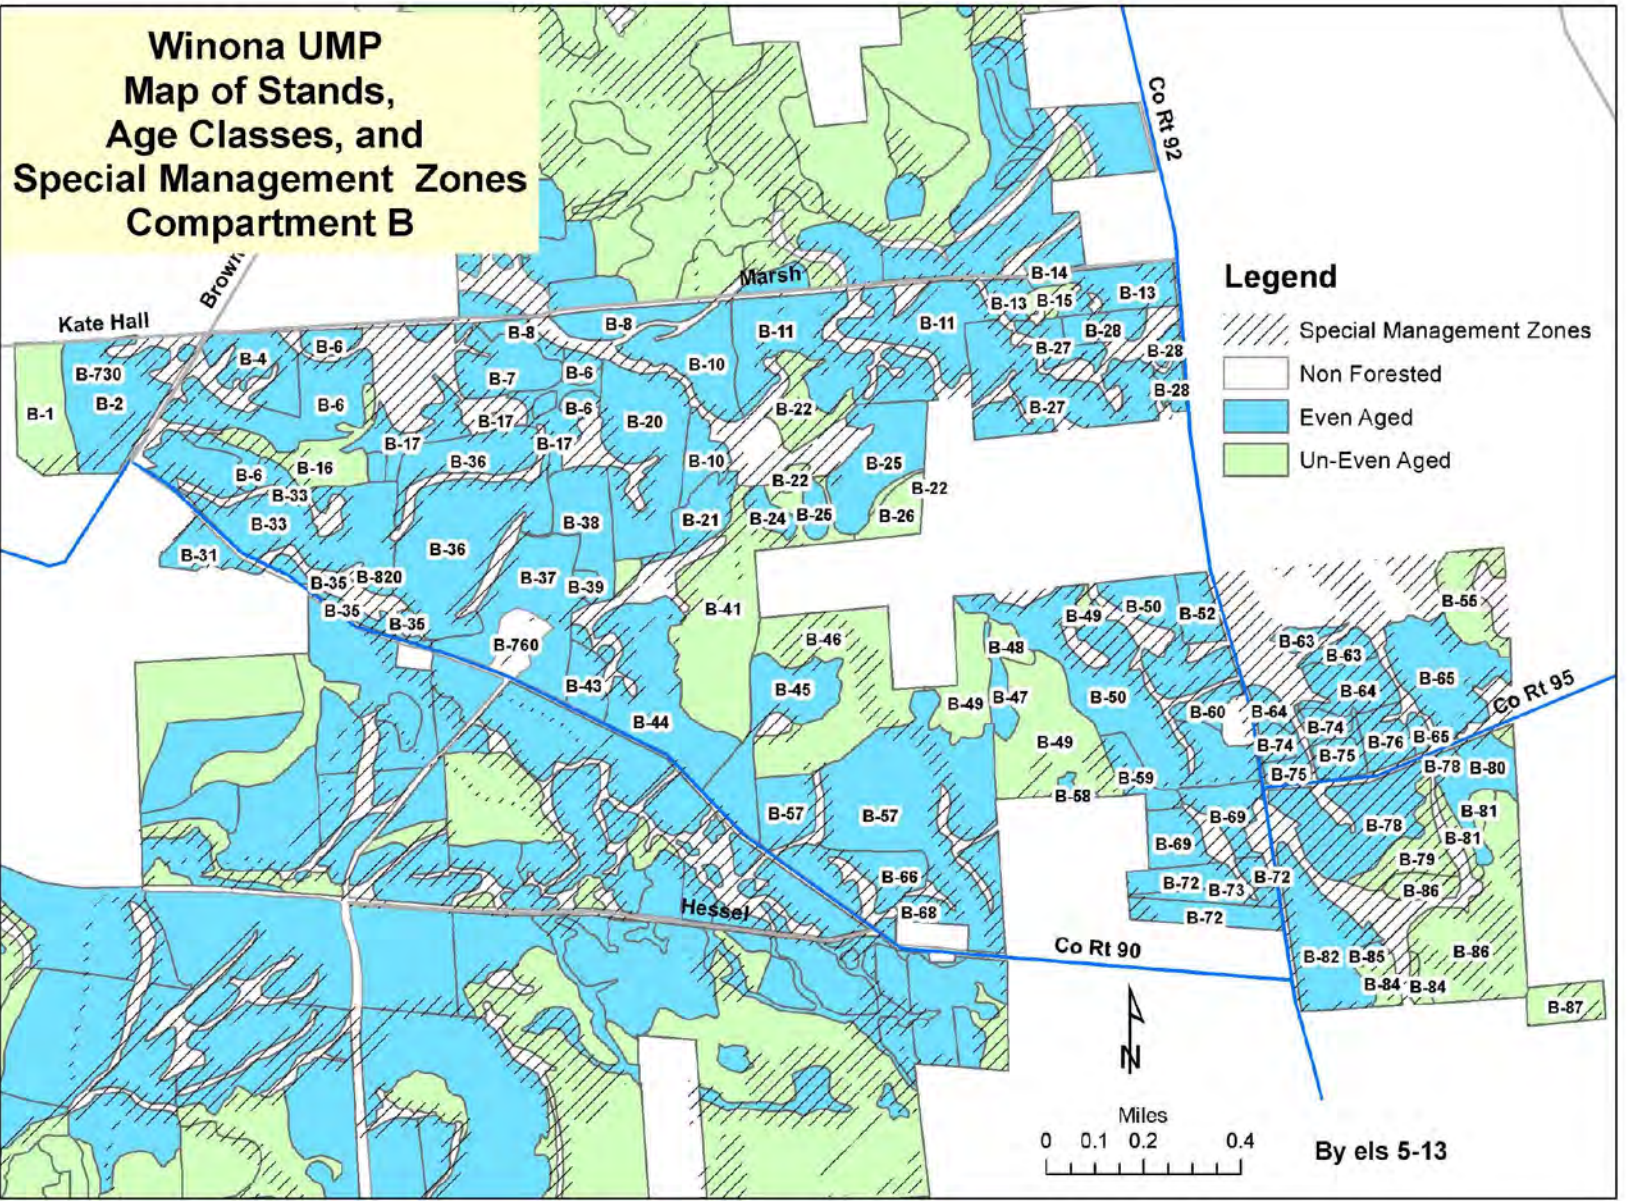 Winona UMP
Map of Stands,
Age Classes, and
Special Management Zones
Compartment B
Co Rt 92
Brown
Marsh
Kate Hall
Legend
Special Management Zones
Non Forested
Even Aged
Un-Even Aged
B-14
B-13 B-15 B-13
B-8 B-8 B-11 B-11 B-28
B-4 B-6 B-27 B-28
B-730 B-7 B-6 B-10 B-28
B-1 B-2 B-6 B-17 B-6 B-20 B-22 B-27
B-17 B-17
B-6 B-16 B-36 B-10 B-25
B-33 B-22 B-22
B-33 B-38 B-21 B-24 B-25 B-26
B-31 B-36
B-35 B-820 B-37 B-39
B-35 B-35 B-41 B-49 B-50 B-52 B-55
B-760 B-46 B-48 B-63 B-63
B-43 B-45 B-49 B-47 B-50 B-60 B-64 B-64 B-65
Co Rt 95
B-44 B-49 B-74 B-74 B-75 B-76 B-65
B-59 B-75 B-78 B-80
B-58
B-57 B-57 B-69 B-69 B-78 B-81 B-81
B-79
B-66 B-72 B-73 B-72 B-86
B-68 B-72
Hessel
Co Rt 90
B-82 B-85 B-86
B-84 B-84
B-87
N
Miles
0 0.1 0.2 0.4
By els 5-13